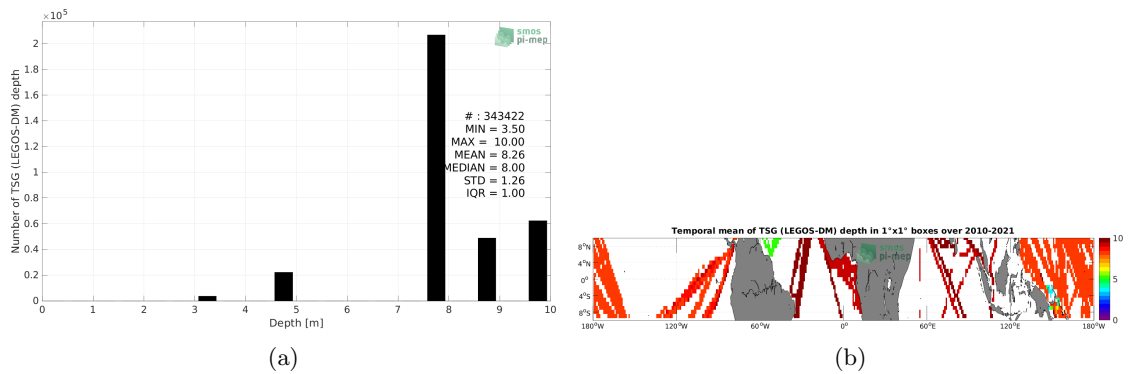 ×10^5
2
1.8
1.6
1.4
1.2
1
0.8
0.6
0.4
0.2
0
Number of TSG (LEGOS-DM) depth
smos
pi-mep
# : 343422
MIN = 3.50
MAX = 10.00
MEAN = 8.26
MEDIAN = 8.00
STD = 1.26
IQR = 1.00
0 1 2 3 4 5 6 7 8 9 10
Depth [m]
(a)
Temporal mean of TSG (LEGOS-DM) depth in 1°x1° boxes over 2010-2021
smos
pi-mep
8°N
4°N
0°
4°S
8°S
180°W 120°W 60°W 0° 60°E 120°E 180°W
10
5
0
(b)